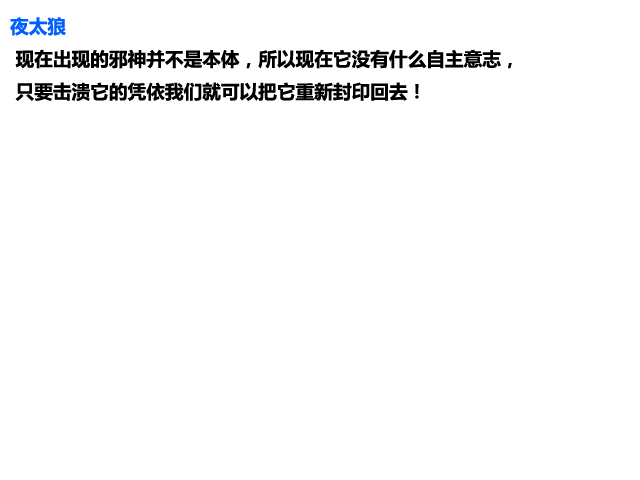 夜太狼
现在出现的邪神并不是本体，所以现在它没有什么自主意志，
只要击溃它的凭依我们就可以把它重新封印回去！